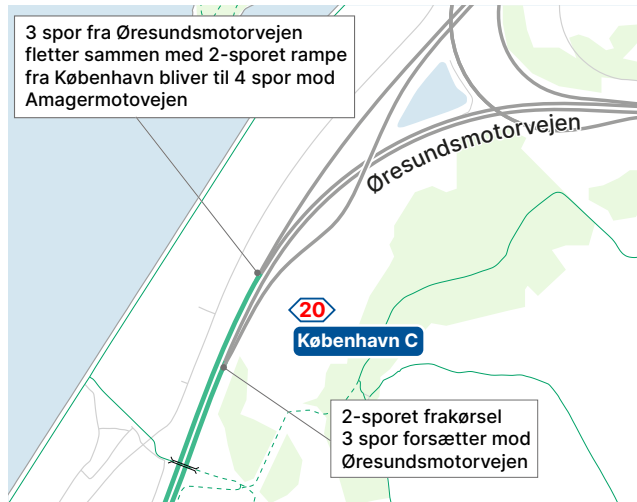 3 spor fra Øresundsmotorvejen
fletter sammen med 2-sporet rampe
fra København bliver til 4 spor mod
Amagermotovejen
Øresundsmotorvejen
20
København C
2-sporet frakørsel
3 spor forsætter mod
Øresundsmotorvejen